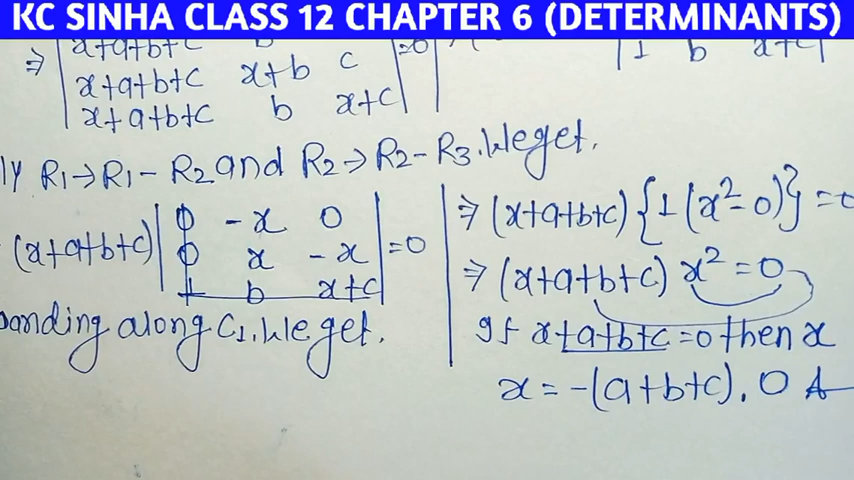 KC SINHA CLASS 12 CHAPTER 6 (DETERMINANTS)
x+a+b+c b
⇒ | x+a+b+c x+b c | =0
x+a+b+c b x+c
| 1 b x+c |
ly R1→R1-R2 and R2→R2-R3. We get.
(x+a+b+c) | 0 -x 0 |
| 0 x -x | =0
| 1 b x+c |
panding along C1. We get.
⇒ (x+a+b+c) {1(x²-0)} =0
⇒ (x+a+b+c) x² = 0
If x+a+b+c =0 then x
x = -(a+b+c), 0 A